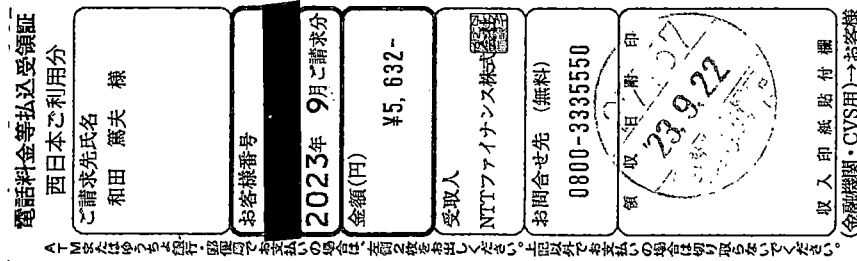 電話料金等払込受領証
西日本ご利用分
ご請求先氏名
和田 篤夫 様
お客様番号
2023年 9月ご請求分
金額(円)
¥5,632-
受取人
NTTファイナンス株式会社
お問合せ先 (無料)
0800-3335550
領収日附印
'23.9.22
収入印紙貼付欄
(金融機関・CVS用)→お客様
ATMまたはゆうちょ銀行・郵便局でお支払いの場合は、左側2枚をお出しください。上記以外でお支払いの場合は切り取らないでください。